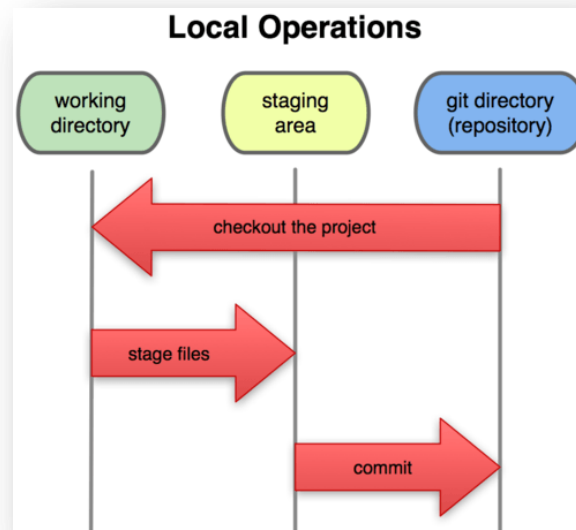 Local Operations
working
directory
staging
area
git directory
(repository)
checkout the project
stage files
commit